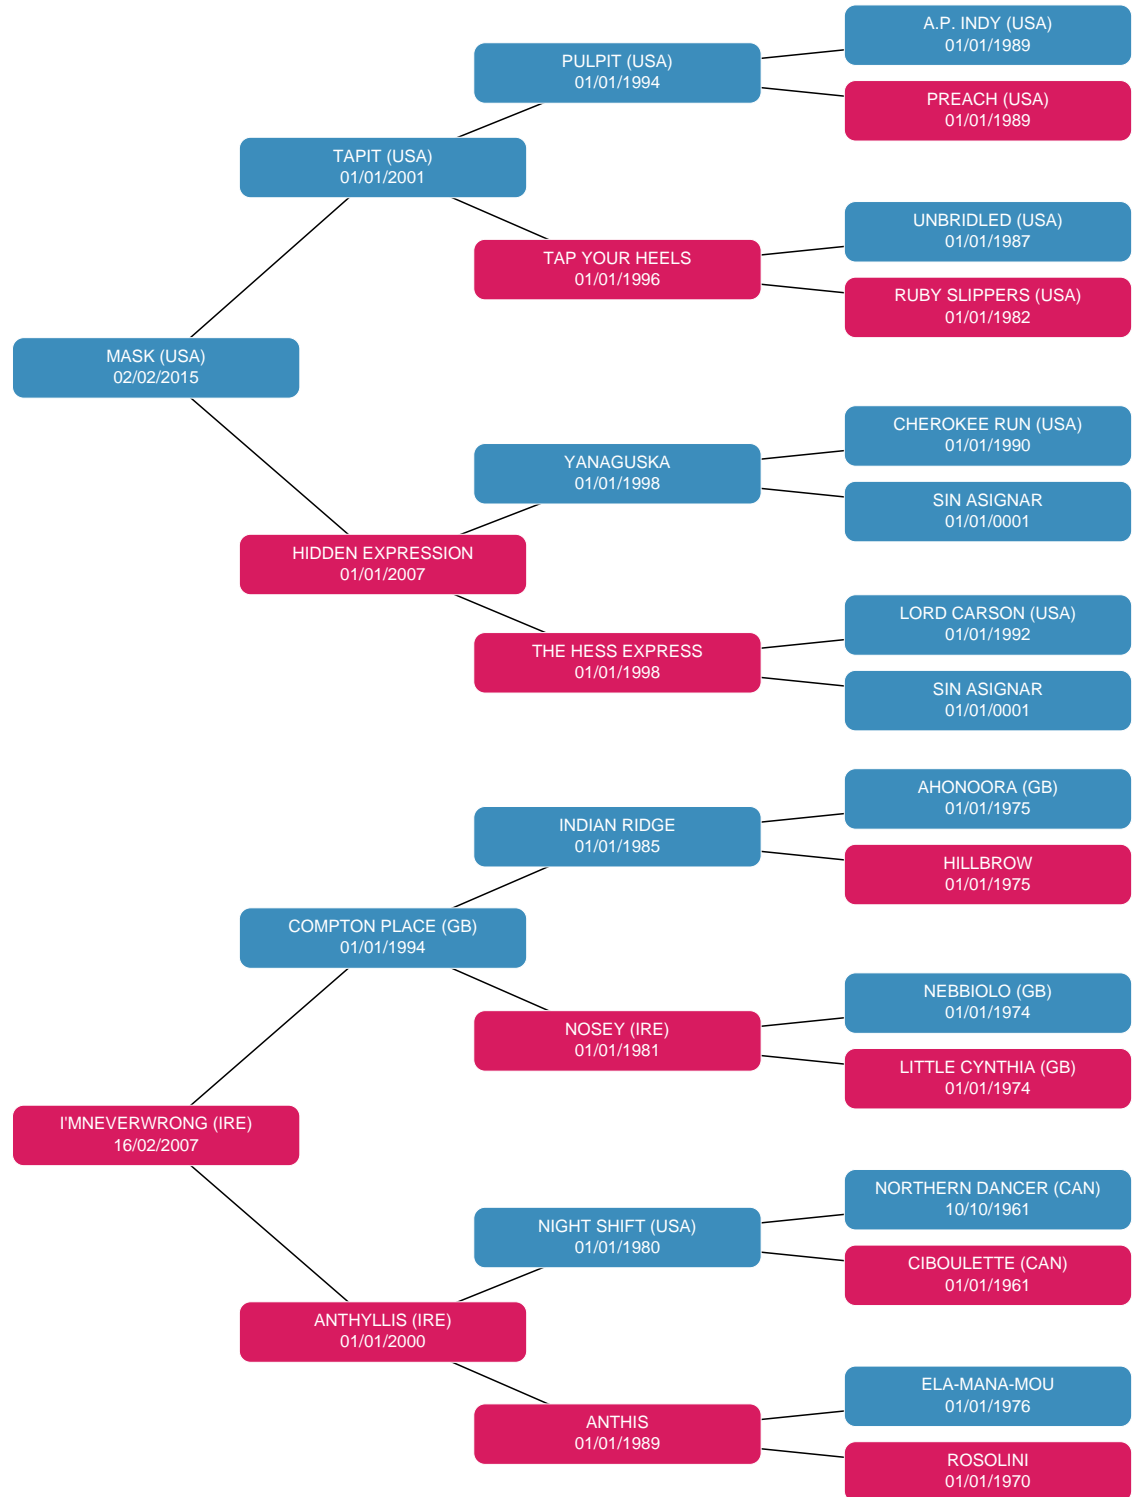 A.P. INDY (USA)
01/01/1989
PULPIT (USA)
01/01/1994
PREACH (USA)
01/01/1989
TAPIT (USA)
01/01/2001
UNBRIDLED (USA)
01/01/1987
TAP YOUR HEELS
01/01/1996
RUBY SLIPPERS (USA)
01/01/1982
MASK (USA)
02/02/2015
CHEROKEE RUN (USA)
01/01/1990
YANAGUSKA
01/01/1998
SIN ASIGNAR
01/01/0001
HIDDEN EXPRESSION
01/01/2007
LORD CARSON (USA)
01/01/1992
THE HESS EXPRESS
01/01/1998
SIN ASIGNAR
01/01/0001
AHONOORA (GB)
01/01/1975
INDIAN RIDGE
01/01/1985
HILLBROW
01/01/1975
COMPTON PLACE (GB)
01/01/1994
NEBBIOLO (GB)
01/01/1974
NOSEY (IRE)
01/01/1981
LITTLE CYNTHIA (GB)
01/01/1974
I'MNEVERWRONG (IRE)
16/02/2007
NORTHERN DANCER (CAN)
10/10/1961
NIGHT SHIFT (USA)
01/01/1980
CIBOULETTE (CAN)
01/01/1961
ANTHYLLIS (IRE)
01/01/2000
ELA-MANA-MOU
01/01/1976
ANTHIS
01/01/1989
ROSOLINI
01/01/1970